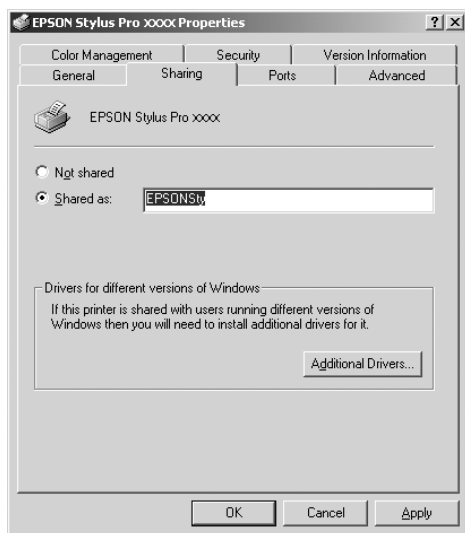 EPSON Stylus Pro XXXX Properties
? X
Color Management Security Version Information
General Sharing Ports Advanced
EPSON Stylus Pro xxxx
Not shared
Shared as: EPSONSty
Drivers for different versions of Windows
If this printer is shared with users running different versions of
Windows then you will need to install additional drivers for it.
Additional Drivers...
OK Cancel Apply